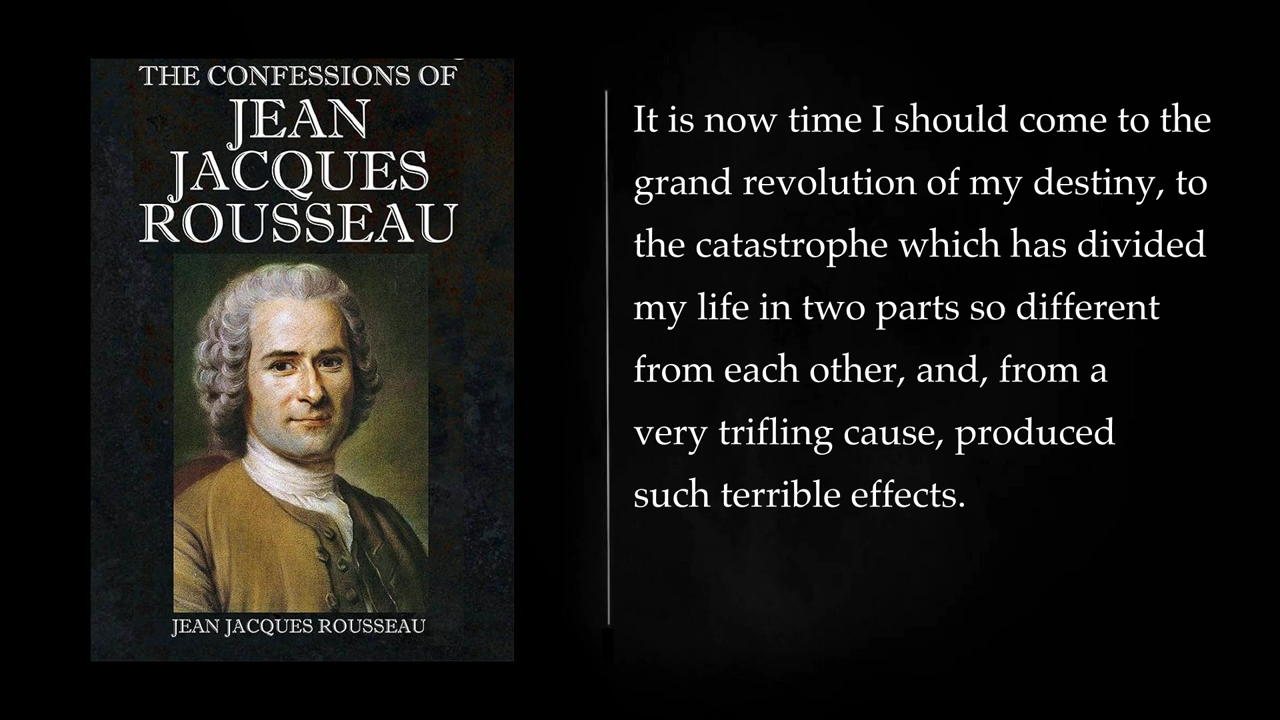 THE CONFESSIONS OF
JEAN
JACQUES
ROUSSEAU
JEAN JACQUES ROUSSEAU
It is now time I should come to the
grand revolution of my destiny, to
the catastrophe which has divided
my life in two parts so different
from each other, and, from a
very trifling cause, produced
such terrible effects.